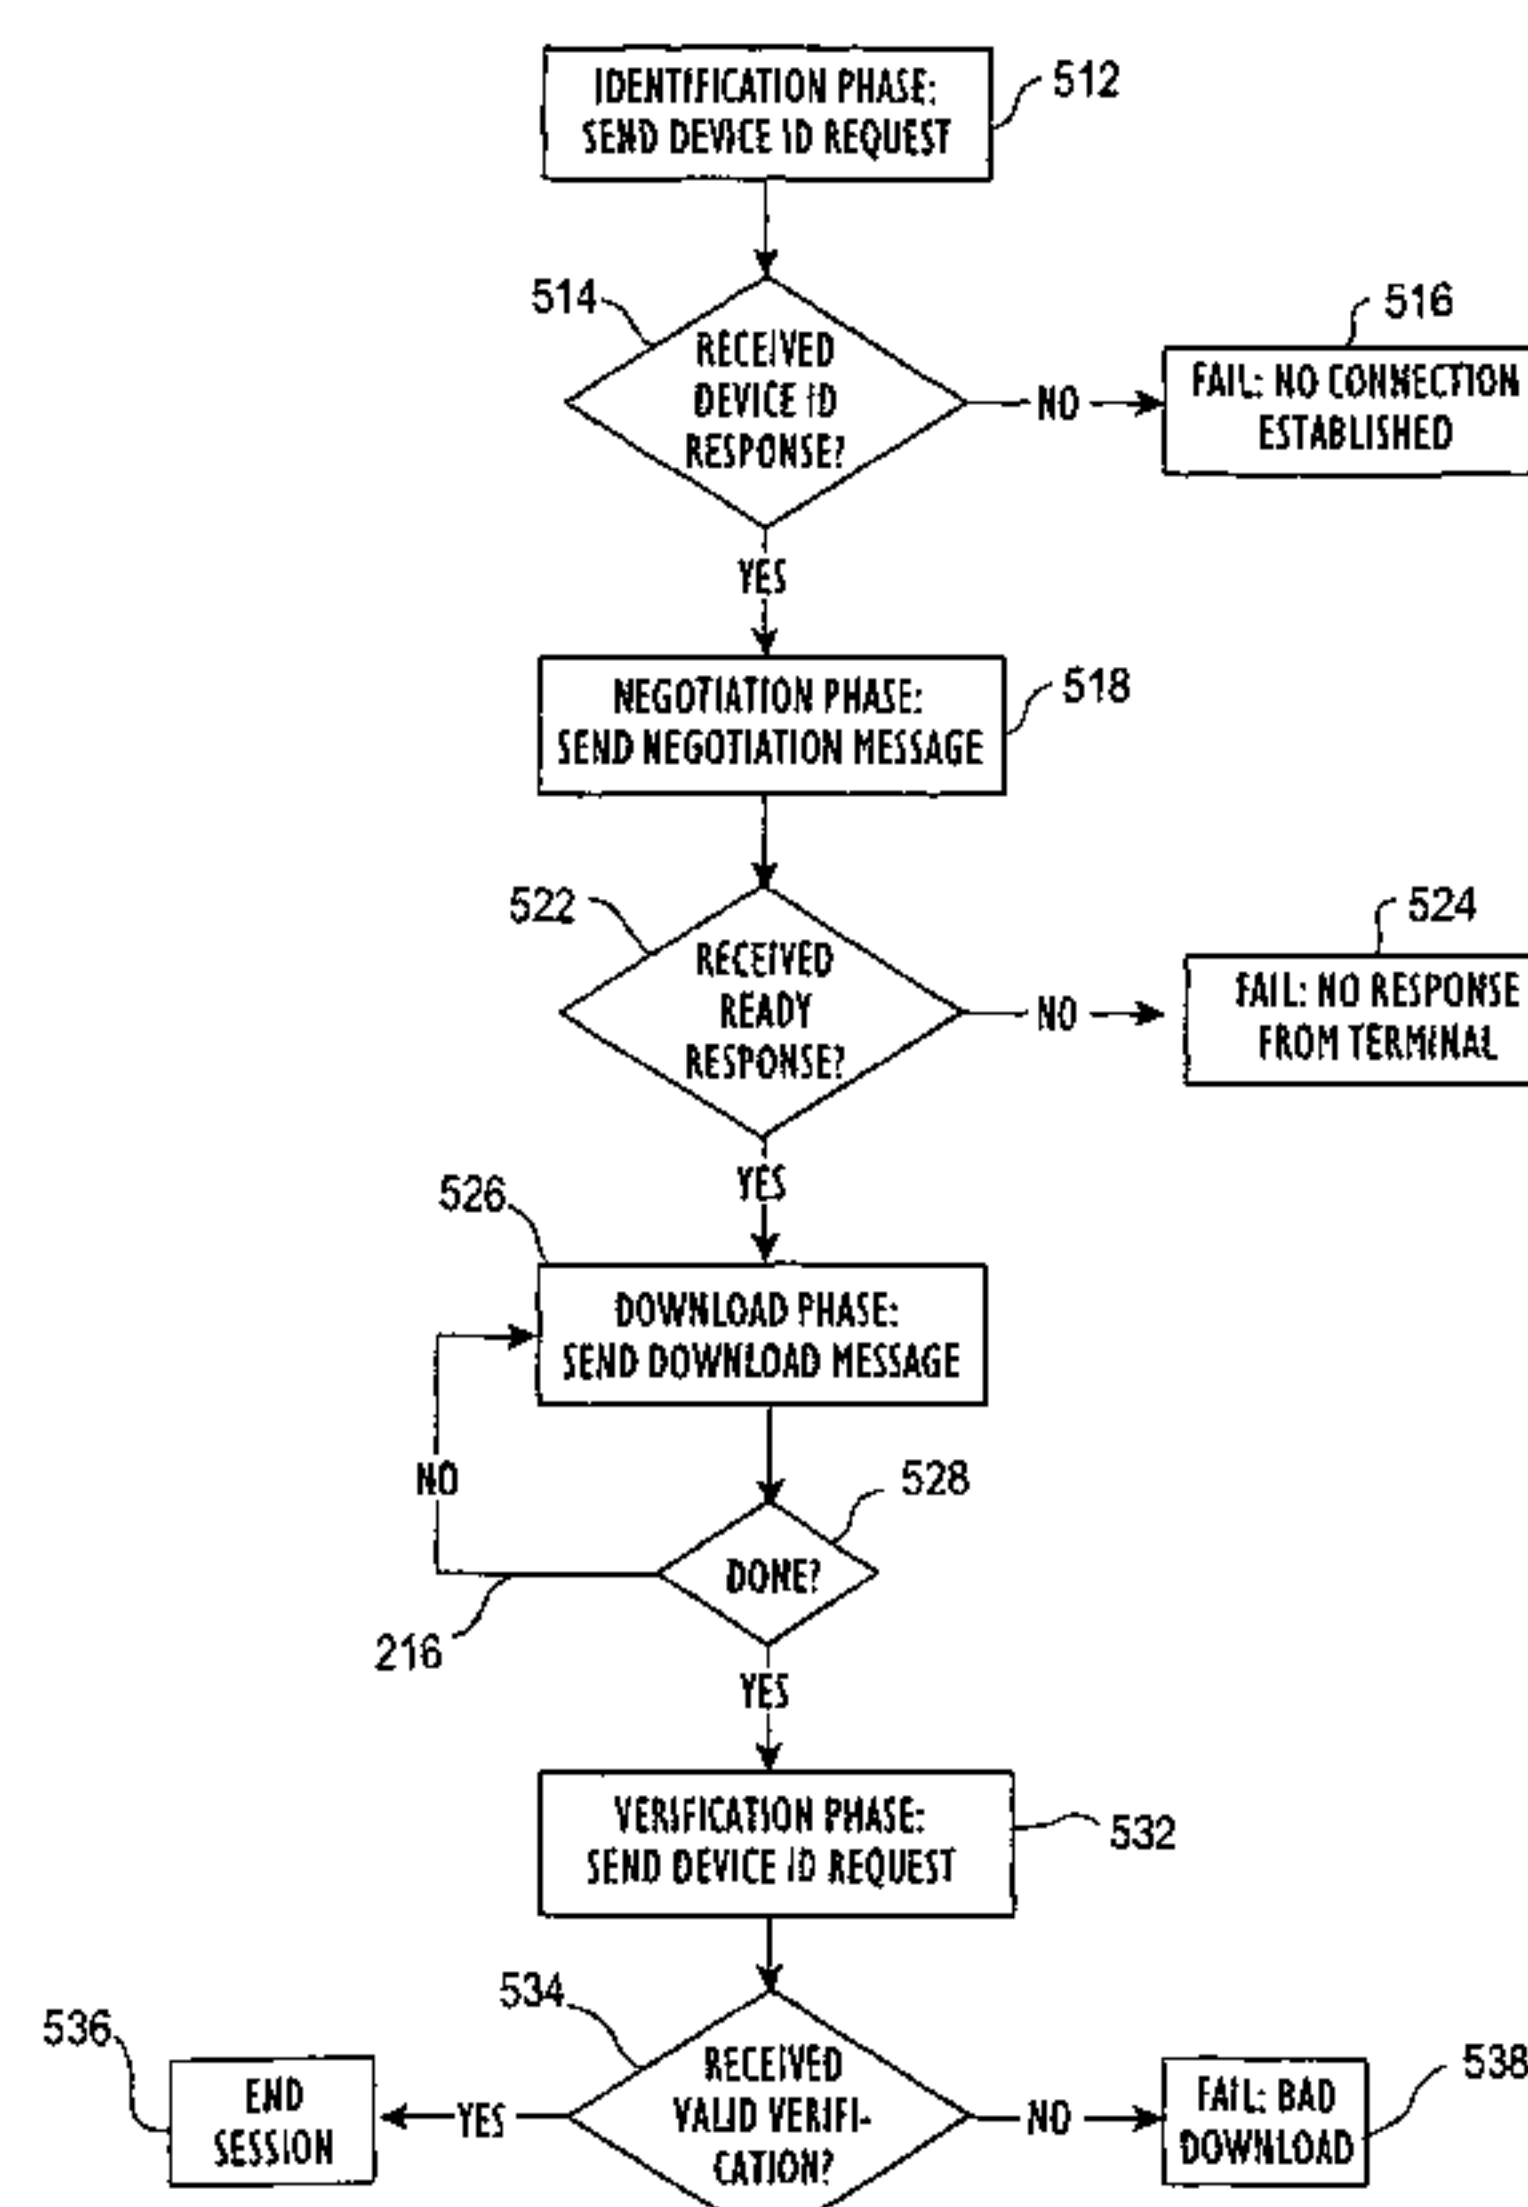 IDENTIFICATION PHASE:
SEND DEVICE ID REQUEST
512
514
RECEIVED
DEVICE ID
RESPONSE?
NO
516
FAIL: NO CONNECTION
ESTABLISHED
YES
NEGOTIATION PHASE:
SEND NEGOTIATION MESSAGE
518
522
RECEIVED
READY
RESPONSE?
NO
524
FAIL: NO RESPONSE
FROM TERMINAL
YES
526
DOWNLOAD PHASE:
SEND DOWNLOAD MESSAGE
NO
528
DONE?
216
YES
VERIFICATION PHASE:
SEND DEVICE ID REQUEST
532
534
536
END
SESSION
YES
RECEIVED
VALID VERIFI-
CATION?
NO
FAIL: BAD
DOWNLOAD
538